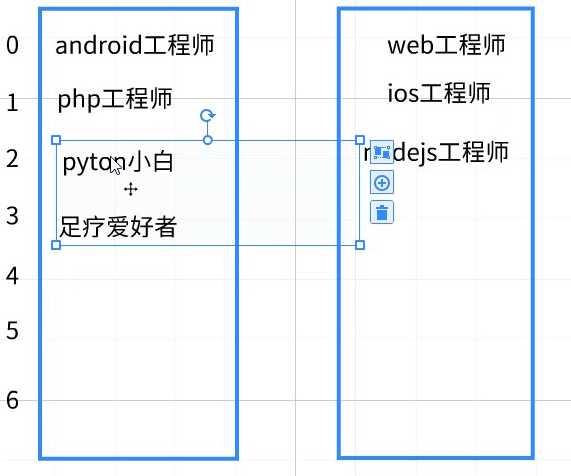 0 android工程师 web工程师
1 php工程师 ios工程师
2 pyton小白 dejs工程师
3 足疗爱好者
4
5
6